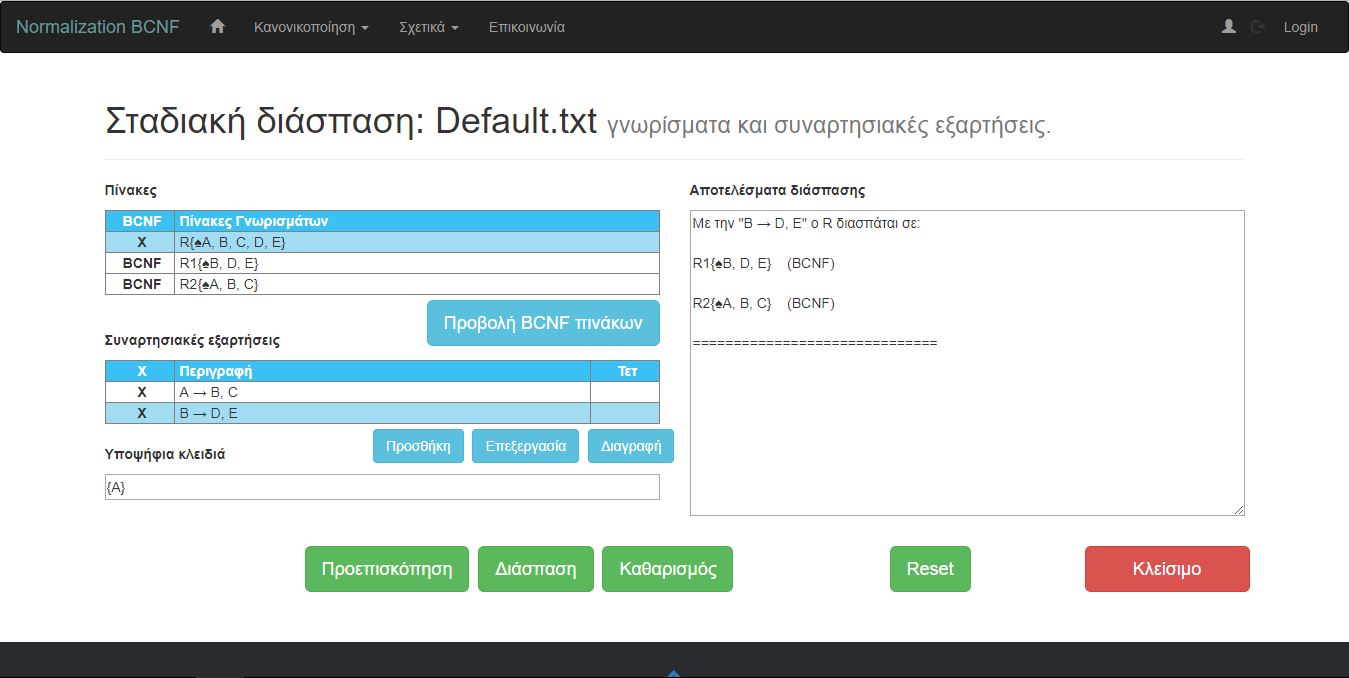 Normalization BCNF Κανονικοποίηση Σχετικά Επικοινωνία Login
Σταδιακή διάσπαση: Default.txt γνωρίσματα και συναρτησιακές εξαρτήσεις.
Πίνακες
BCNF Πίνακες Γνωρισμάτων
X R{♠A, B, C, D, E}
BCNF R1{♠B, D, E}
BCNF R2{♠A, B, C}
Προβολή BCNF πινάκων
Συναρτησιακές εξαρτήσεις
X Περιγραφή Τετ
X A → B, C
X B → D, E
Προσθήκη Επεξεργασία Διαγραφή
Υποψήφια κλειδιά
{A}
Αποτελέσματα διάσπασης
Με την "B → D, E" ο R διασπάται σε:
R1{♠B, D, E} (BCNF)
R2{♠A, B, C} (BCNF)
==============================
Προεπισκόπηση Διάσπαση Καθαρισμός Reset Κλείσιμο